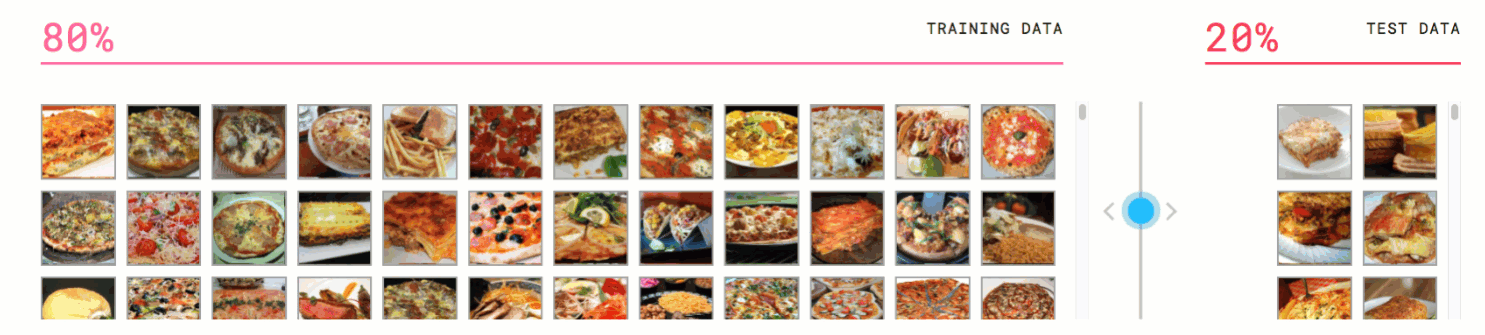 80%
TRAINING DATA
20%
TEST DATA